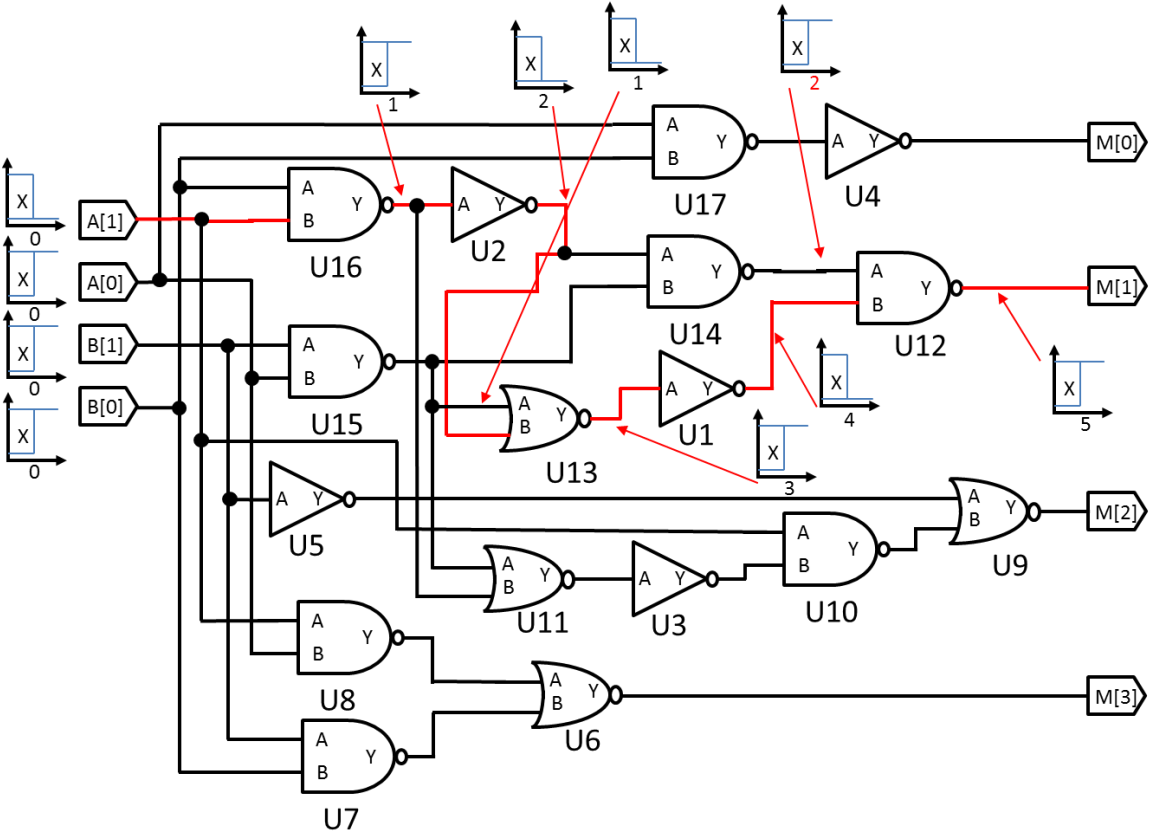 X
1
X
2
X
1
X
2
A
B
Y
U17
A
Y
U4
M[0]
X
0
A[1]
A
B
Y
U16
A
Y
U2
X
0
A[0]
A
B
Y
U14
A
B
Y
U12
M[1]
X
0
B[1]
A
B
Y
U15
A
Y
U1
X
4
X
5
X
0
B[0]
A
B
Y
U13
X
3
A
Y
U5
A
B
Y
U9
M[2]
A
B
Y
U10
A
B
Y
U11
A
Y
U3
A
B
Y
U8
A
B
Y
U6
M[3]
A
B
Y
U7